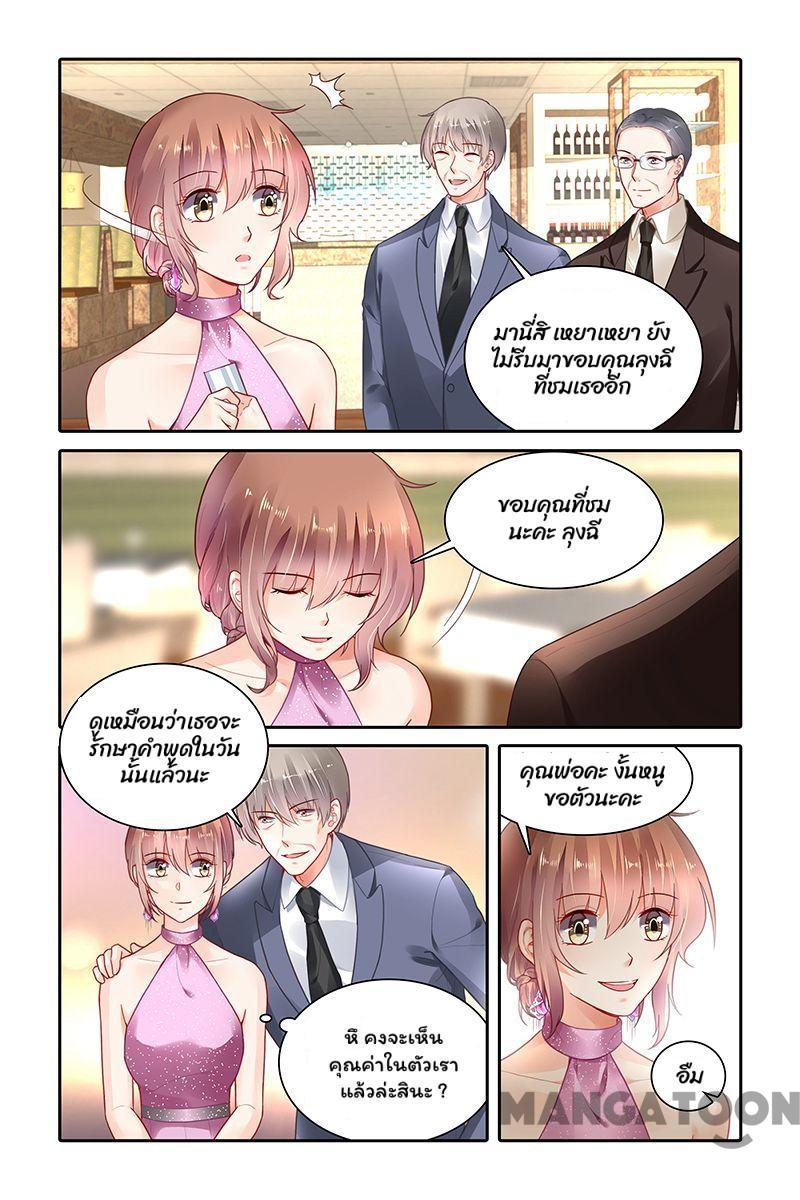 มานี่สิ เหยาเหยา ยัง
ไม่รีบมาขอบคุณลุงฉี
ที่ชมเธออีก
ขอบคุณที่ชม
นะคะ ลุงฉี
ดูเหมือนว่าเธอจะ
รักษาคำพูดในวัน
นั้นแล้วนะ
หึ คงจะเห็น
คุณค่าในตัวเรา
แล้วล่ะสินะ ?
คุณพ่อคะ งั้นหนู
ขอตัวนะคะ
อืม
MANGATOON